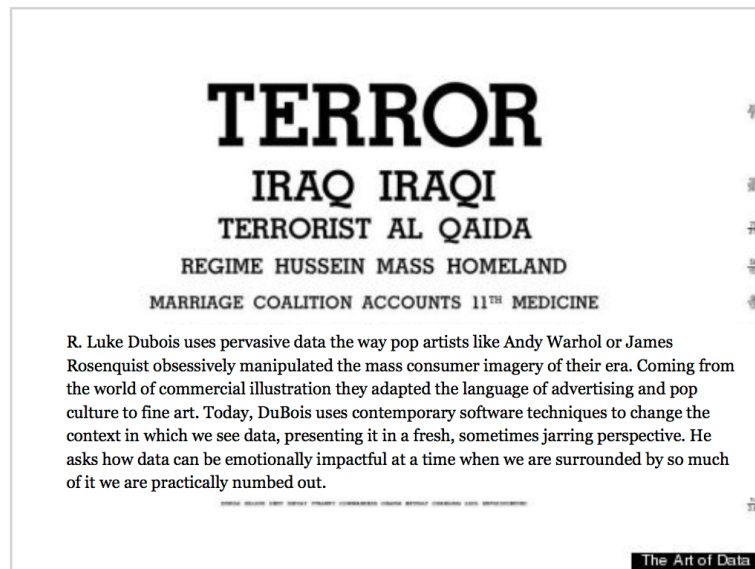 TERROR
IRAQ IRAQI
TERRORIST AL QAIDA
REGIME HUSSEIN MASS HOMELAND
MARRIAGE COALITION ACCOUNTS 11TH MEDICINE
R. Luke Dubois uses pervasive data the way pop artists like Andy Warhol or James
Rosenquist obsessively manipulated the mass consumer imagery of their era. Coming from
the world of commercial illustration they adapted the language of advertising and pop
culture to fine art. Today, DuBois uses contemporary software techniques to change the
context in which we see data, presenting it in a fresh, sometimes jarring perspective. He
asks how data can be emotionally impactful at a time when we are surrounded by so much
of it we are practically numbed out.
The Art of Data